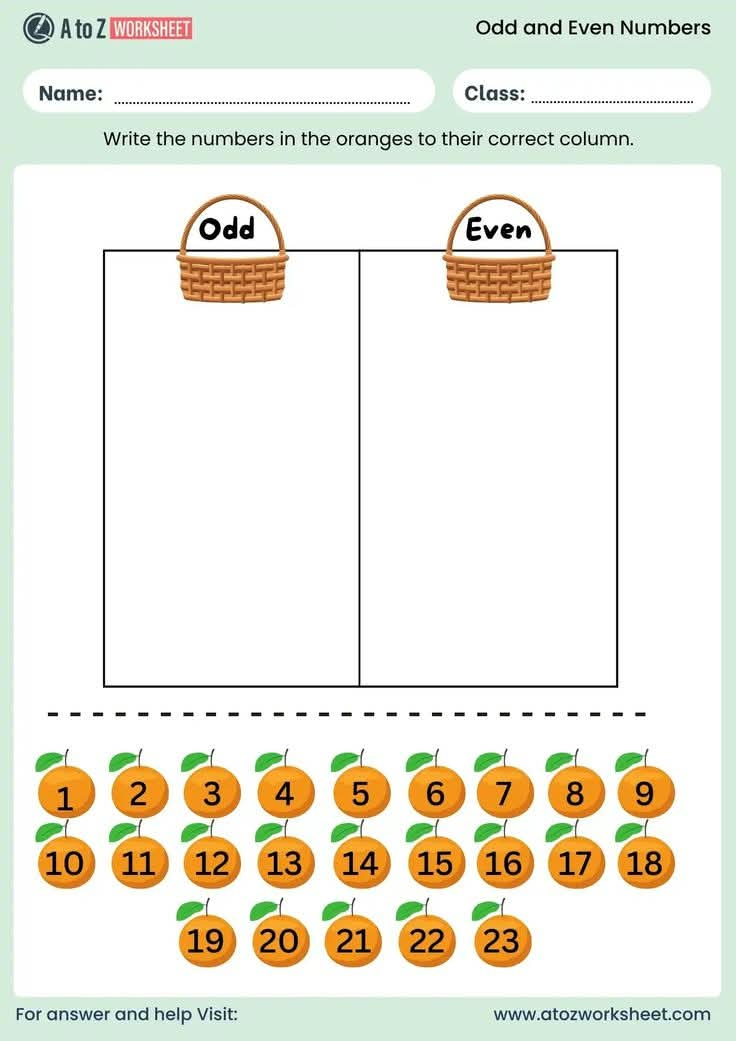 A to Z WORKSHEET
Odd and Even Numbers
Name: Class:
Write the numbers in the oranges to their correct column.
Odd Even
1 2 3 4 5 6 7 8 9
10 11 12 13 14 15 16 17 18
19 20 21 22 23
For answer and help Visit: www.atozworksheet.com